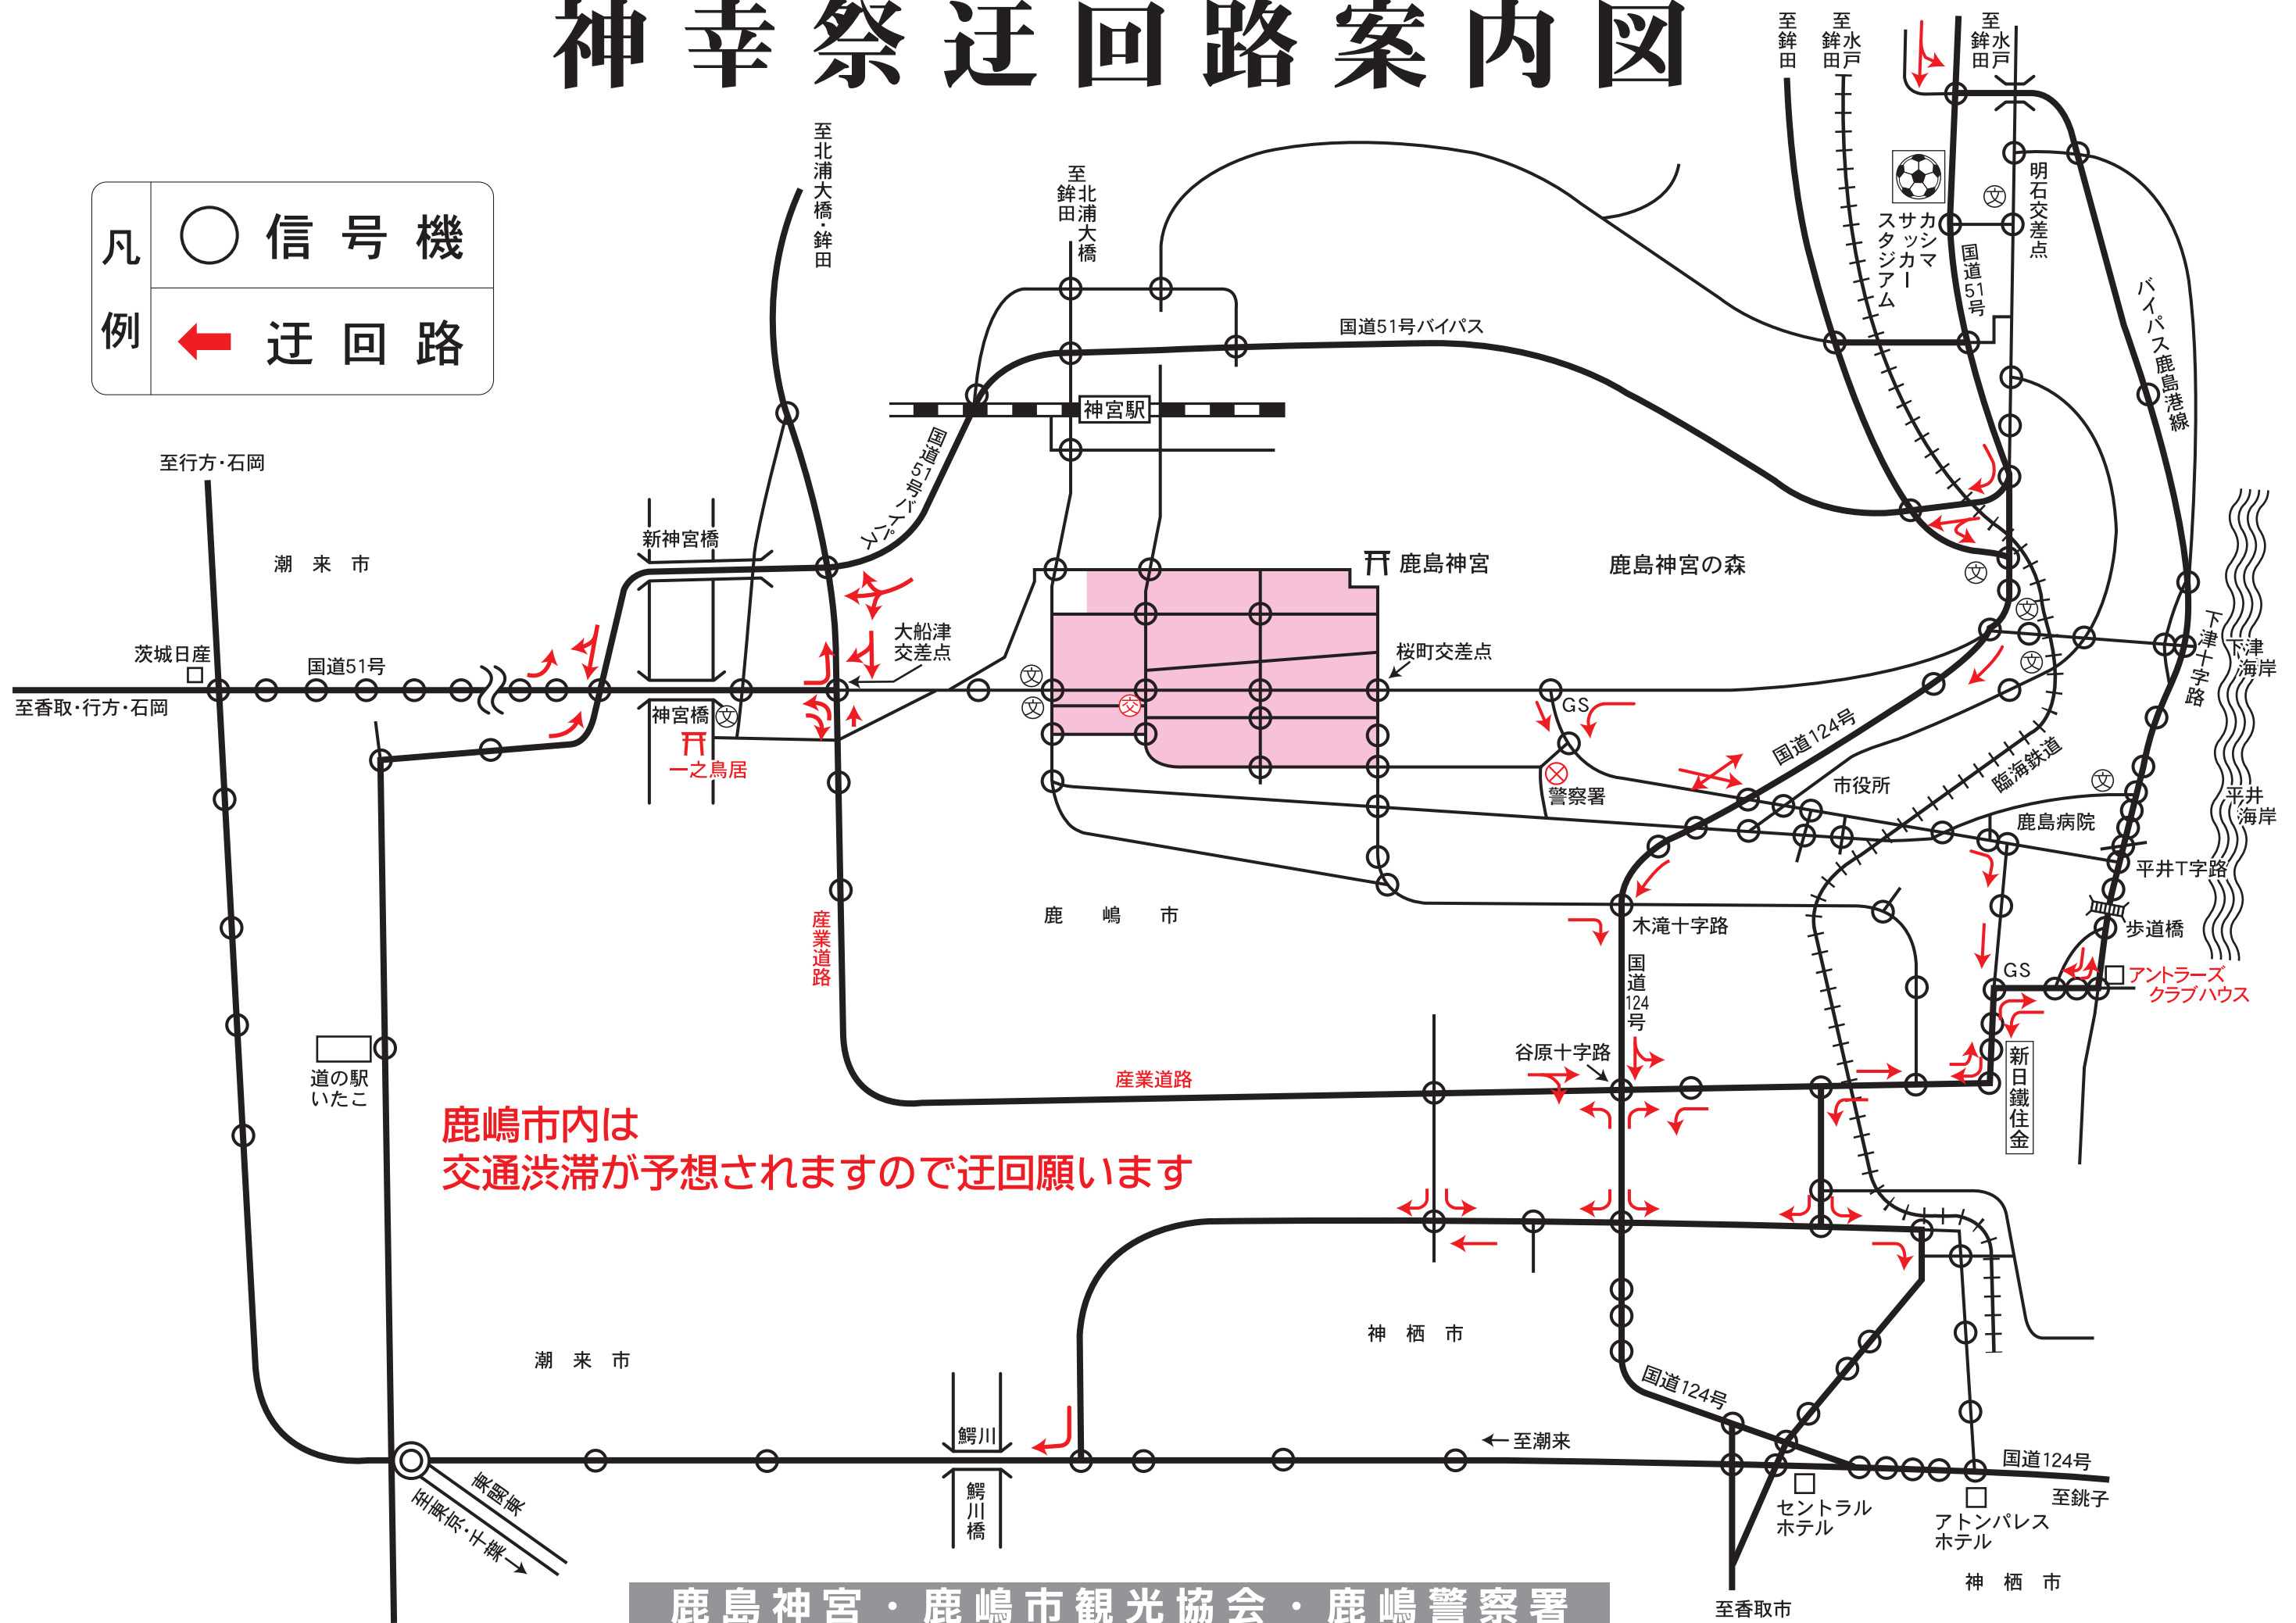 神幸祭迂回路案内図
凡例
信号機
迂回路
至北浦大橋・鉾田
至鉾田
北浦大橋
至鉾田
至鉾田
水戸
至鉾田
水戸
明石交差点
カシマ
サッカー
スタジアム
国道51号
バイパス鹿島港線
国道51号バイパス
神宮駅
国道51号バイパス
至行方・石岡
潮来市
新神宮橋
鹿島神宮
鹿島神宮の森
茨城日産
国道51号
至香取・行方・石岡
神宮橋
一之鳥居
大船津
交差点
桜町交差点
下津十字路
下津
海岸
GS
国道124号
臨海鉄道
市役所
警察署
平井
海岸
鹿島病院
平井T字路
産業道路
鹿嶋市
木滝十字路
歩道橋
国道124号
GS
アントラーズ
クラブハウス
道の駅
いたこ
産業道路
谷原十字路
新日鐵住金
鹿嶋市内は
交通渋滞が予想されますので迂回願います
潮来市
神栖市
国道124号
鰐川
至潮来
国道124号
至銚子
東関東
至東京・千葉
鰐川橋
セントラル
ホテル
アトンパレス
ホテル
神栖市
至香取市
鹿島神宮・鹿嶋市観光協会・鹿嶋警察署
文
文
文
文
文
文
文
文
交